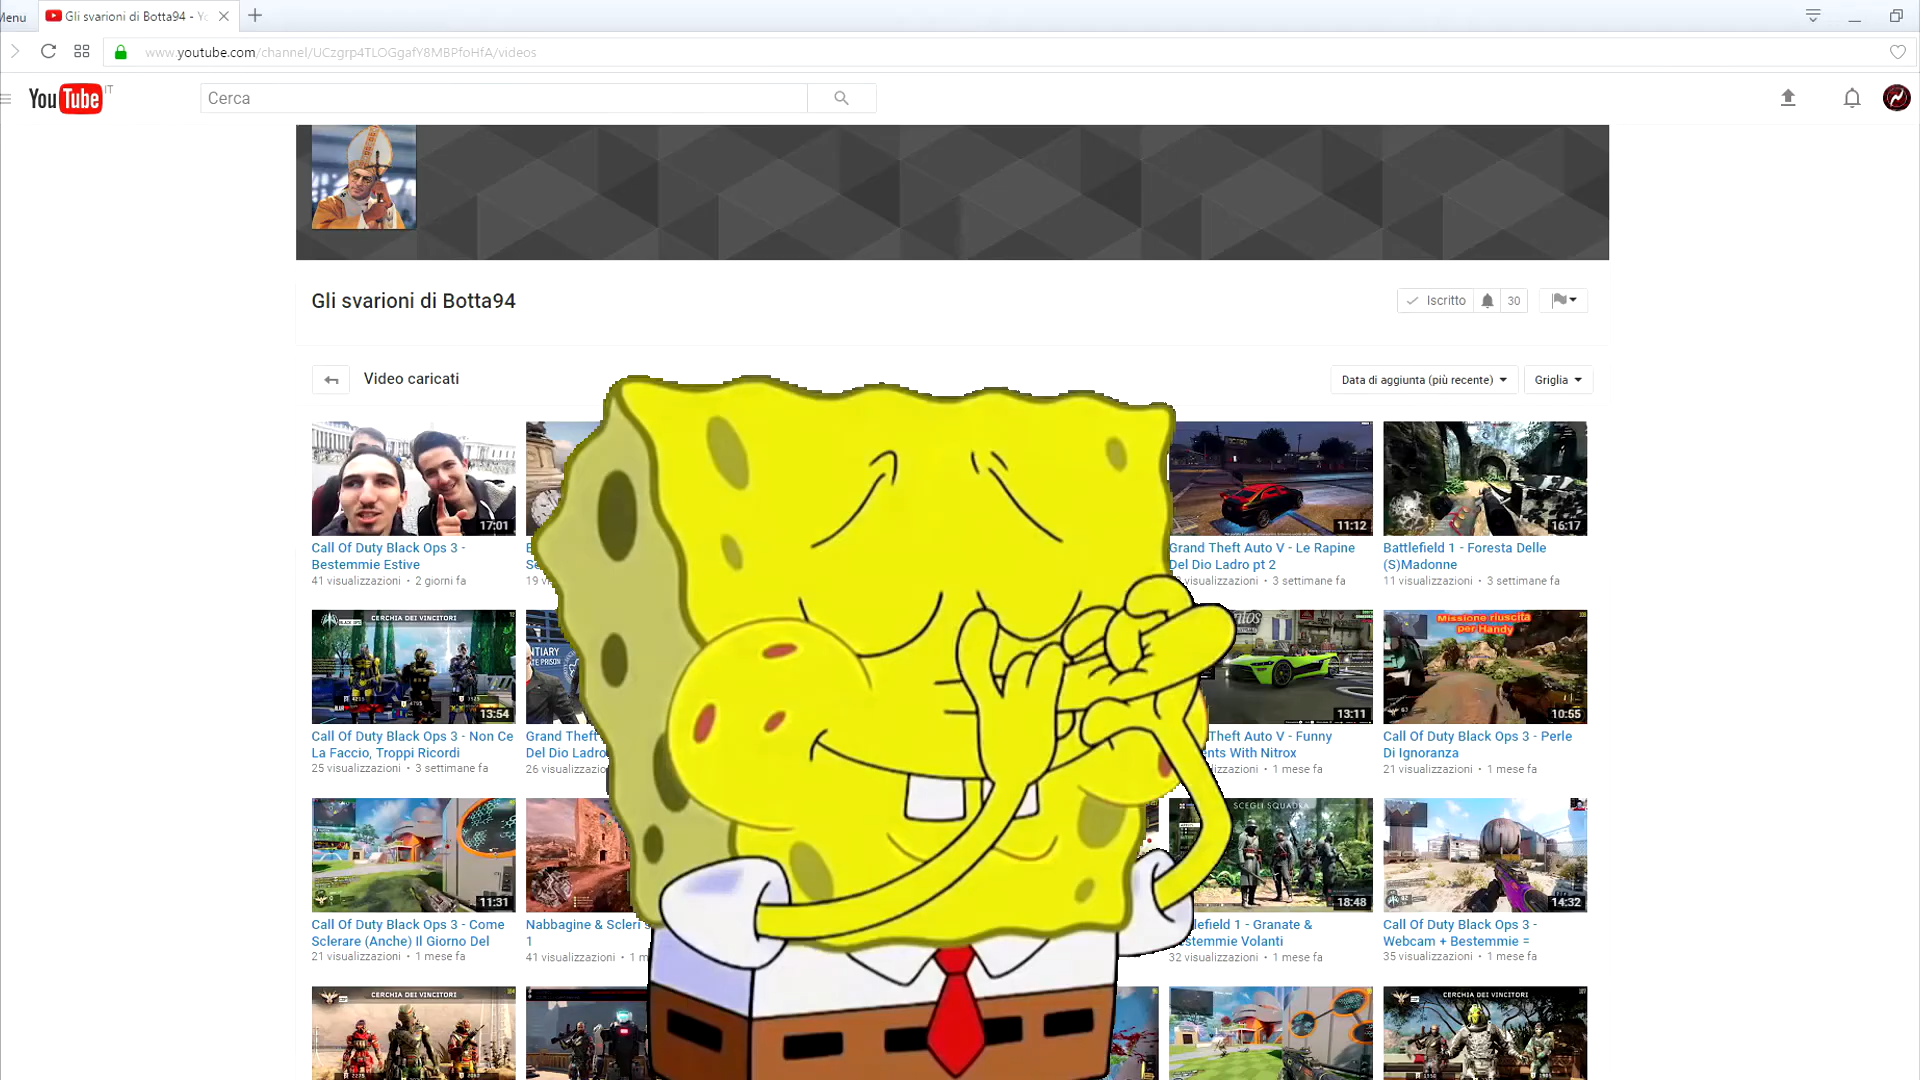 Menu
Gli svarioni di Botta94 - Yo
www.youtube.com/channel/UCzgrp4TLOGgafY8MBPfoHfA/videos
YouTube IT
Cerca
Gli svarioni di Botta94
Iscritto 30
Video caricati
Data di aggiunta (più recente)
Griglia
17:01
11:12
16:17
Call Of Duty Black Ops 3 -
Bestemmie Estive
41 visualizzazioni • 2 giorni fa
19 vi
Grand Theft Auto V - Le Rapine
Del Dio Ladro pt 2
visualizzazioni • 3 settimane fa
Battlefield 1 - Foresta Delle
(S)Madonne
11 visualizzazioni • 3 settimane fa
CERCHIA DEI VINCITORI
13:54
13:11
Missione riuscita
per Handy
10:55
Call Of Duty Black Ops 3 - Non Ce
La Faccio, Troppi Ricordi
25 visualizzazioni • 3 settimane fa
Grand Theft
Del Dio Ladro
26 visualizzazio
Theft Auto V - Funny
ents With Nitrox
lizzazioni • 1 mese fa
Call Of Duty Black Ops 3 - Perle
Di Ignoranza
21 visualizzazioni • 1 mese fa
11:31
SCEGLI SQUADRA
18:48
14:32
Call Of Duty Black Ops 3 - Come
Sclerare (Anche) Il Giorno Del
21 visualizzazioni • 1 mese fa
Nabbagine & Scleri s
1
41 visualizzazioni • 1 m
lefield 1 - Granate &
estemmie Volanti
32 visualizzazioni • 1 mese fa
Call Of Duty Black Ops 3 -
Webcam + Bestemmie =
35 visualizzazioni • 1 mese fa
CERCHIA DEI VINCITORI
CERCHIA DEI VINCITORI